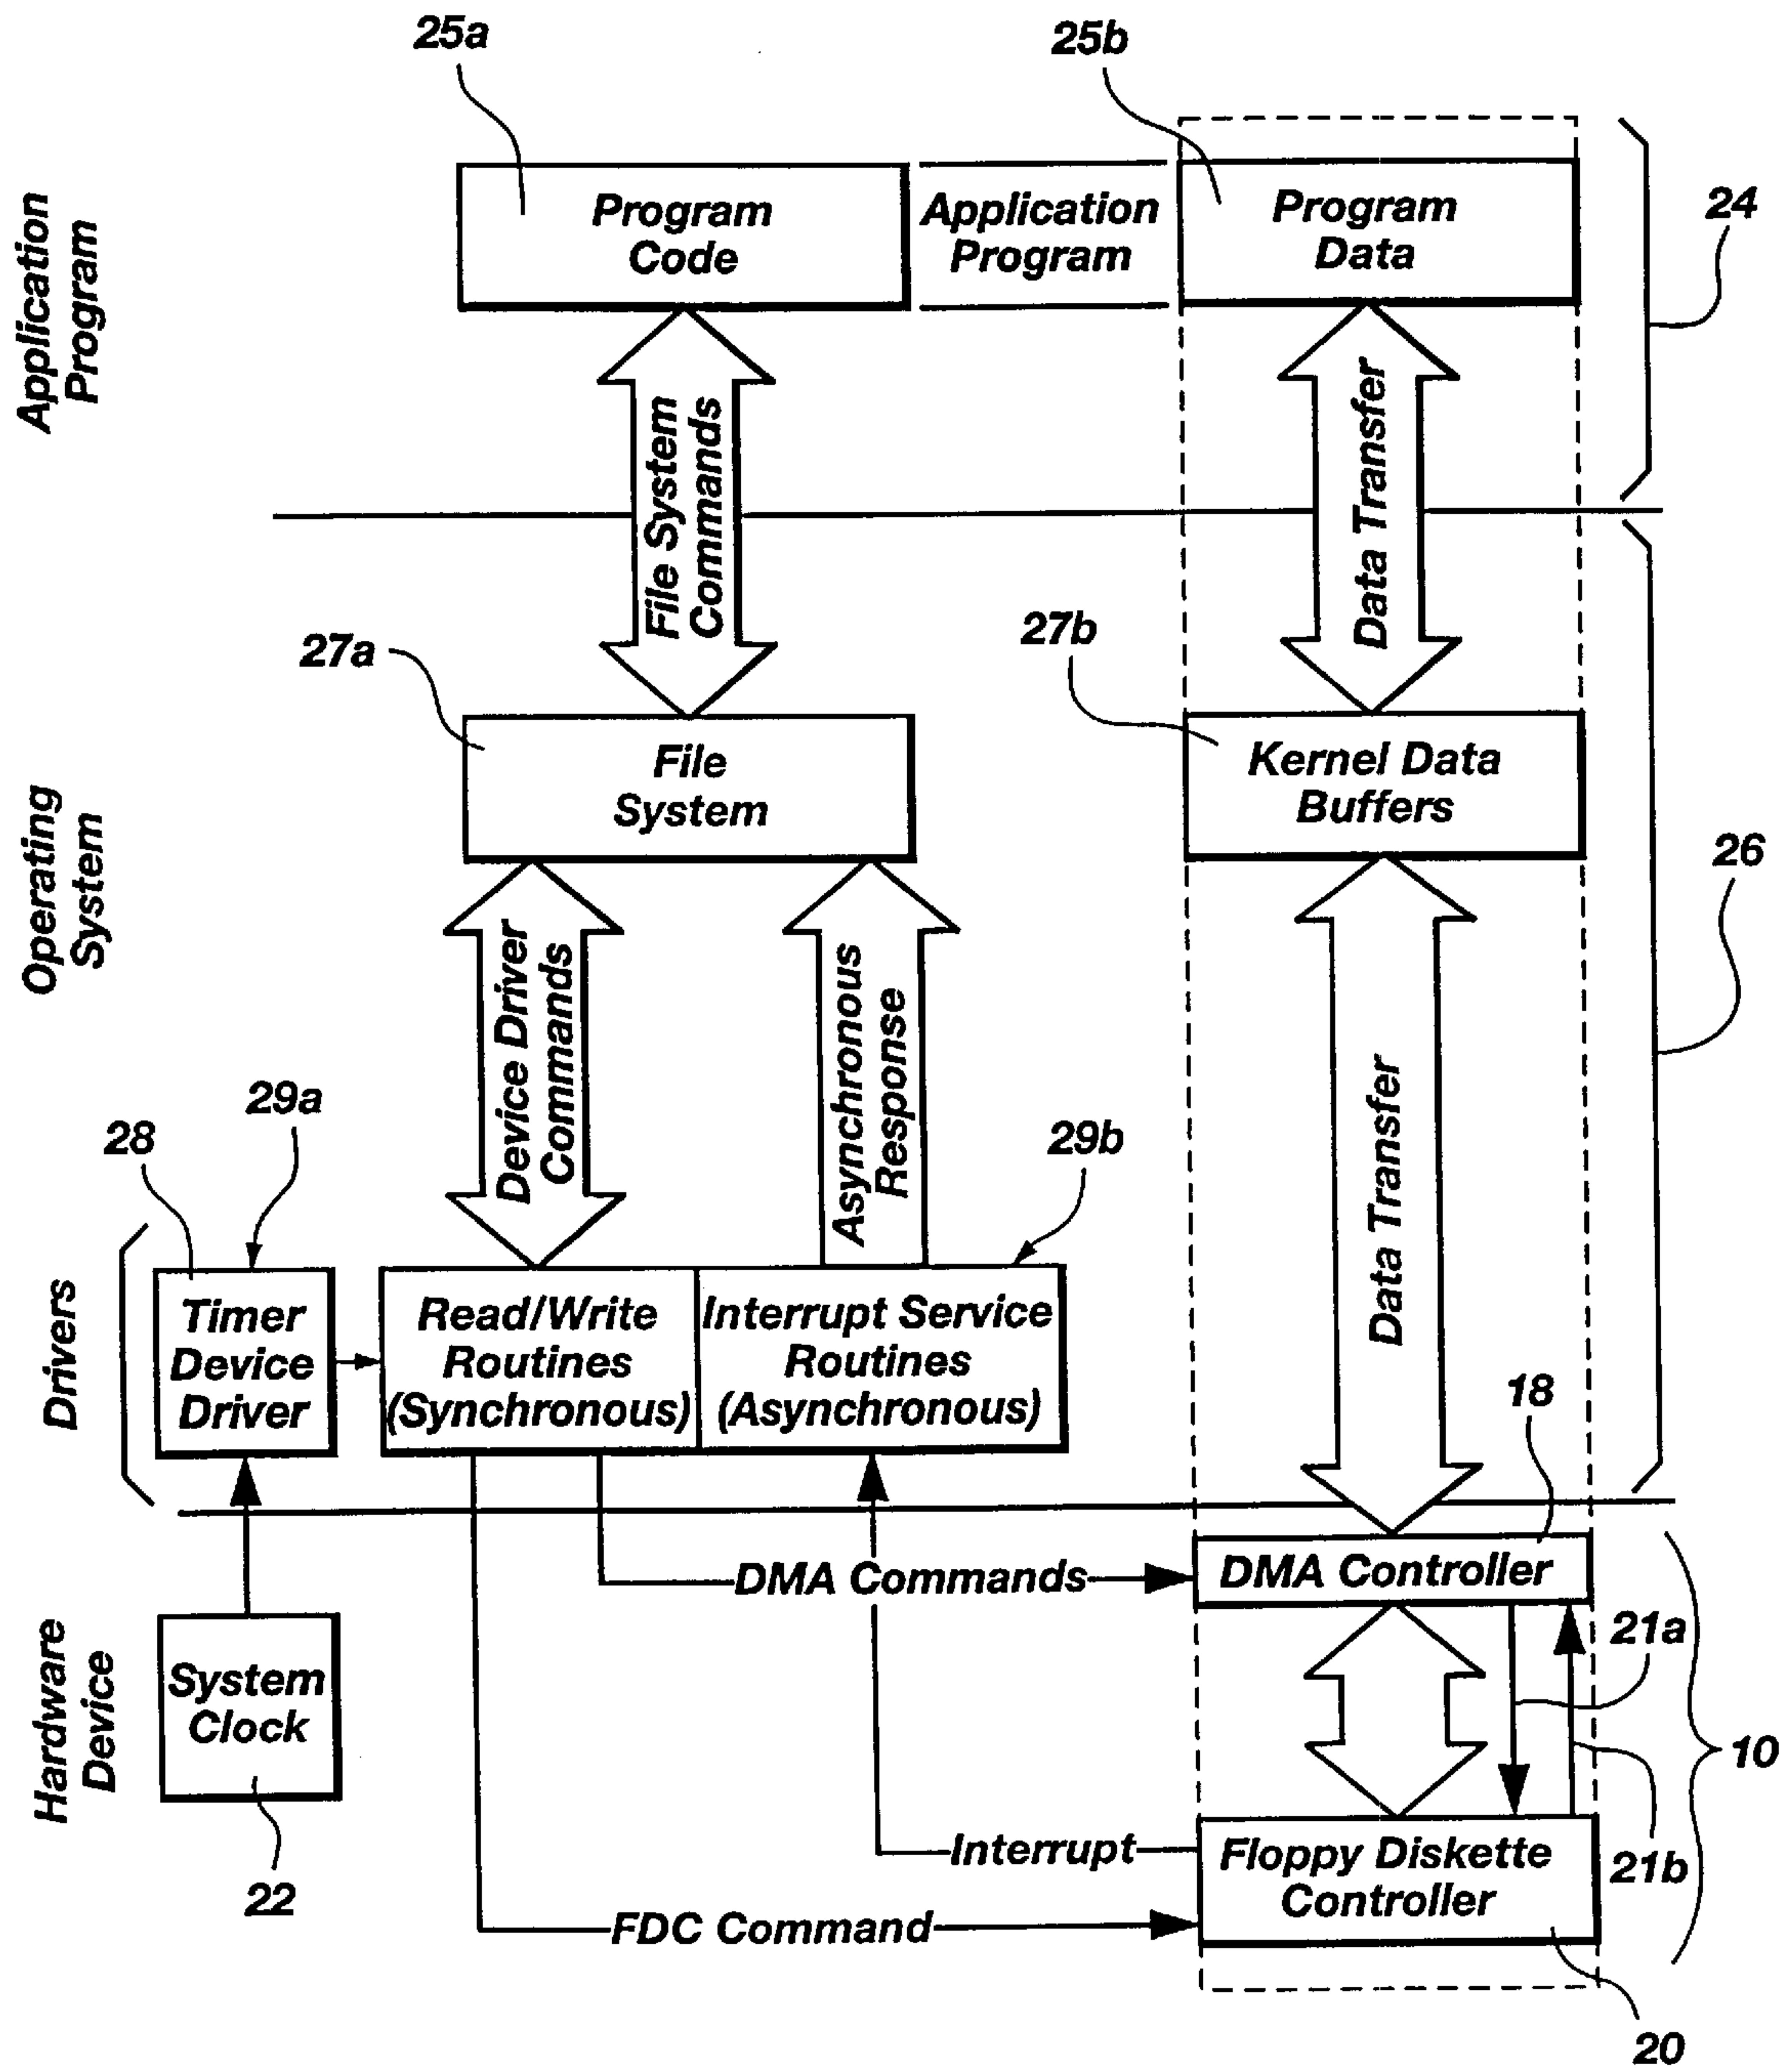 25a
25b
Application
Program
Program
Code
Application
Program
Program
Data
24
File System
Commands
Data Transfer
27a
27b
Operating
System
File
System
Kernel Data
Buffers
26
Device Driver
Commands
Asynchronous
Response
Data Transfer
29a
28
29b
Drivers
Timer
Device
Driver
Read/Write
Routines
(Synchronous)
Interrupt Service
Routines
(Asynchronous)
18
DMA Commands
DMA Controller
Hardware
Device
System
Clock
22
21a
10
21b
Interrupt
Floppy Diskette
Controller
FDC Command
20